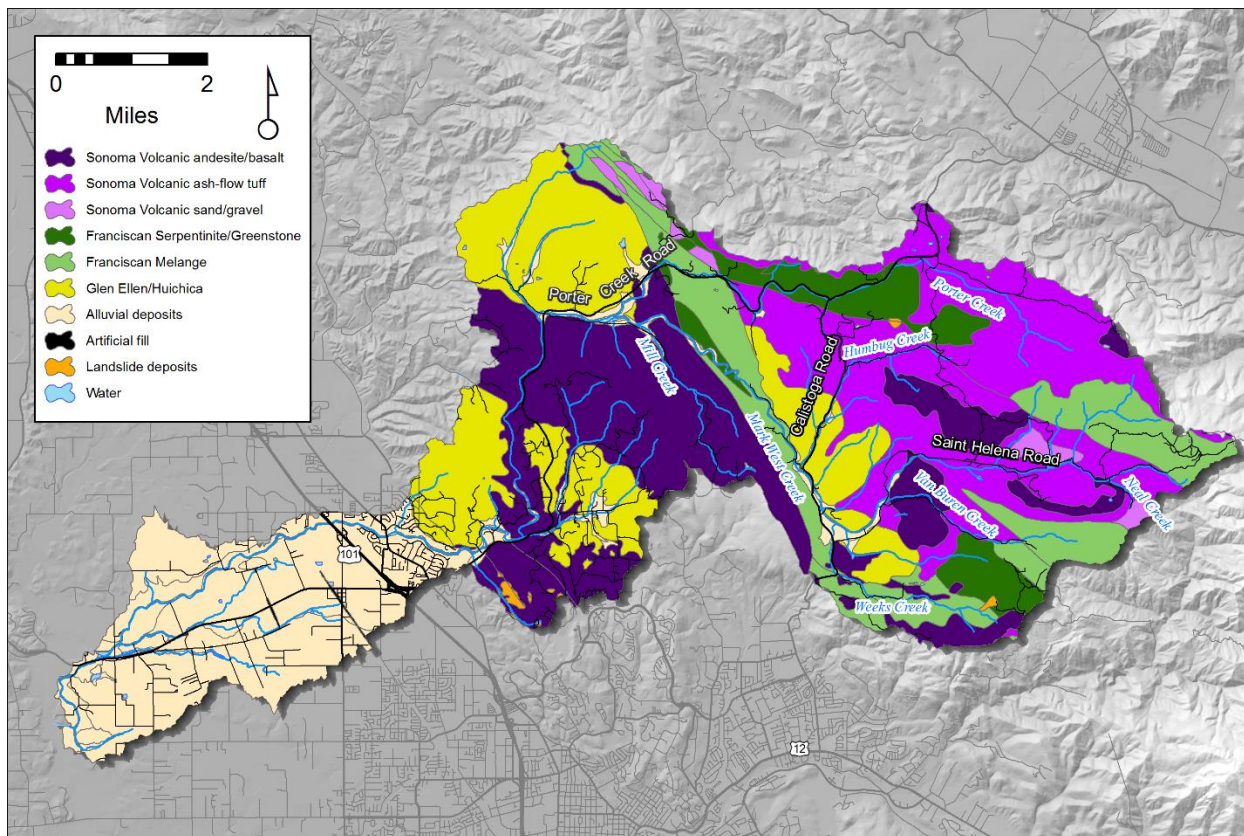 0 2
Miles
Sonoma Volcanic andesite/basalt
Sonoma Volcanic ash-flow tuff
Sonoma Volcanic sand/gravel
Franciscan Serpentinite/Greenstone
Franciscan Melange
Glen Ellen/Huichica
Alluvial deposits
Artificial fill
Landslide deposits
Water
Porter Creek Road
Porter Creek
Humbug Creek
Mill Creek
Calistoga Road
Mark West Creek
Saint Helena Road
Van Buren Creek
Neal Creek
101
Weeks Creek
12